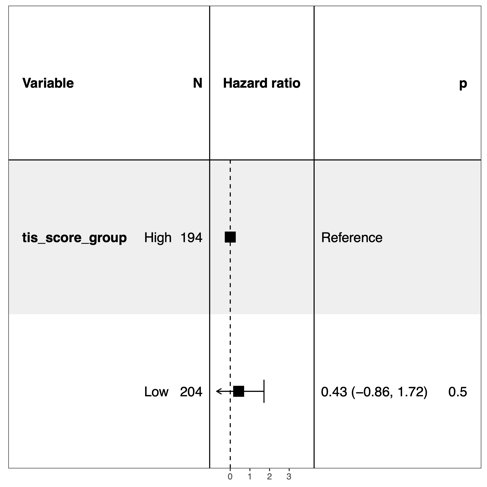 Variable N Hazard ratio p
tis_score_group High 194 Reference
Low 204 0.43 (−0.86, 1.72) 0.5
0 1 2 3